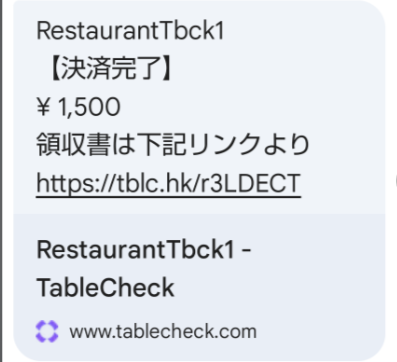 RestaurantTbck1
【決済完了】
¥ 1,500
領収書は下記リンクより
https://tblc.hk/r3LDECT
RestaurantTbck1 -
TableCheck
www.tablecheck.com